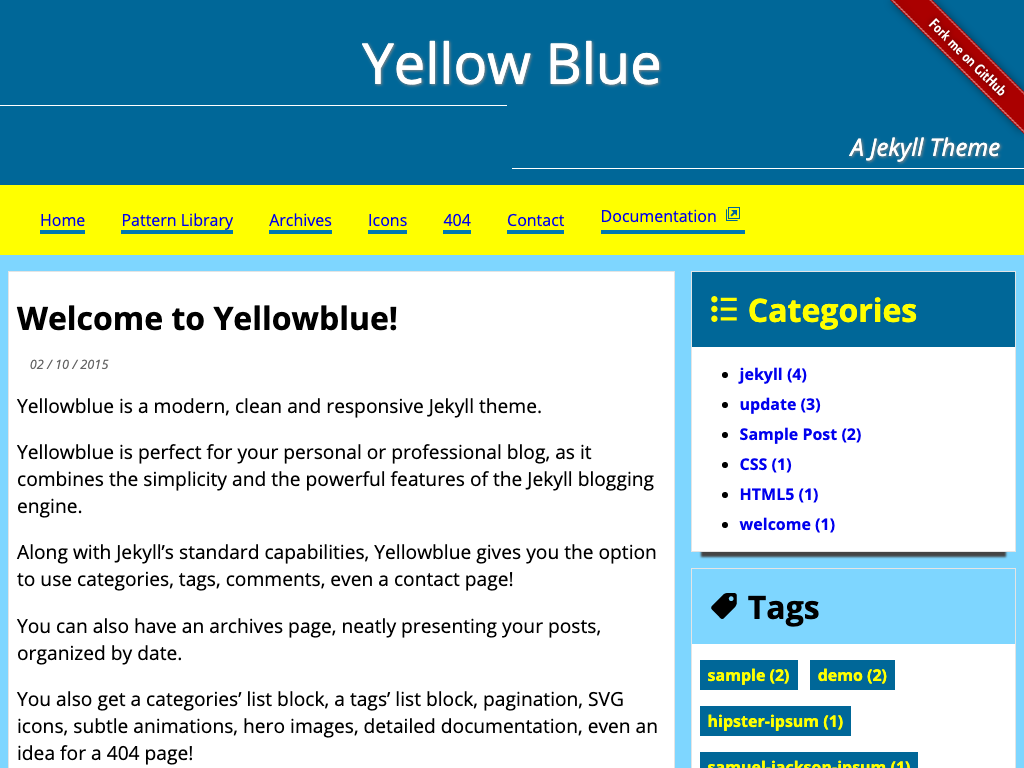 Yellow Blue
Fork me on GitHub
A Jekyll Theme
Home Pattern Library Archives Icons 404 Contact Documentation
Welcome to Yellowblue!
02 / 10 / 2015
Yellowblue is a modern, clean and responsive Jekyll theme.
Yellowblue is perfect for your personal or professional blog, as it
combines the simplicity and the powerful features of the Jekyll blogging
engine.
Along with Jekyll’s standard capabilities, Yellowblue gives you the option
to use categories, tags, comments, even a contact page!
You can also have an archives page, neatly presenting your posts,
organized by date.
You also get a categories’ list block, a tags’ list block, pagination, SVG
icons, subtle animations, hero images, detailed documentation, even an
idea for a 404 page!
Categories
jekyll (4)
update (3)
Sample Post (2)
CSS (1)
HTML5 (1)
welcome (1)
Tags
sample (2) demo (2)
hipster-ipsum (1)
samuel-jackson-ipsum (1)